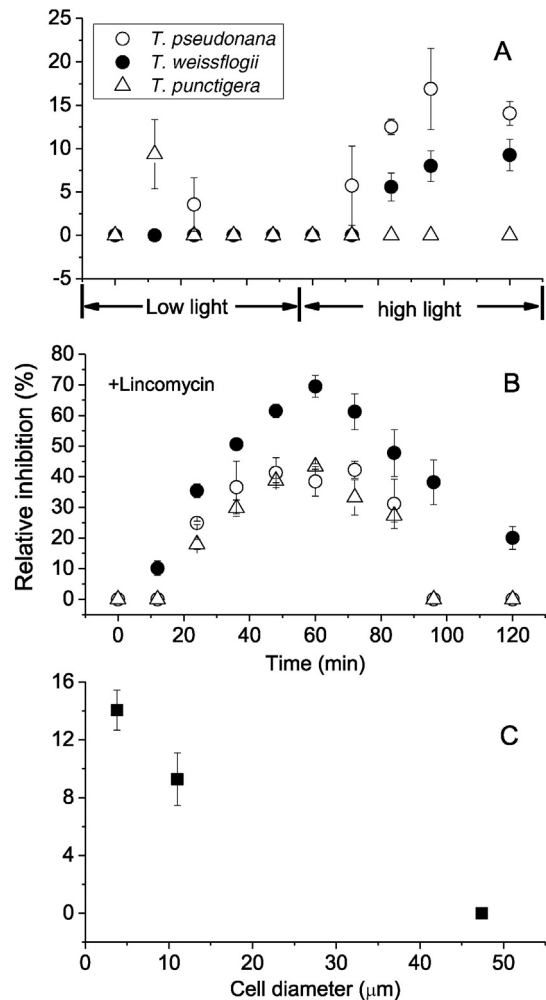 25
20
15
10
5
0
-5
T. pseudonana
T. weissflogii
T. punctigera
A
Low light
high light
Relative inhibition (%)
80
70
60
50
40
30
20
10
0
+Lincomycin
B
0 20 40 60 80 100 120
Time (min)
16
12
8
4
0
C
0 10 20 30 40 50
Cell diameter (μm)